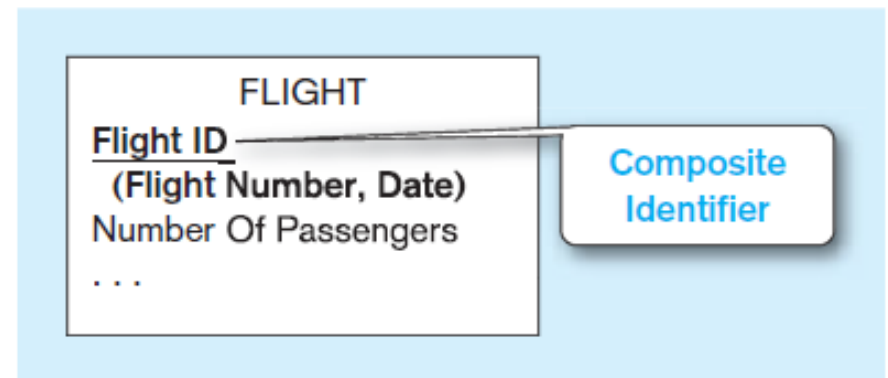 FLIGHT
Flight ID
(Flight Number, Date)
Number Of Passengers
. . .
Composite
Identifier